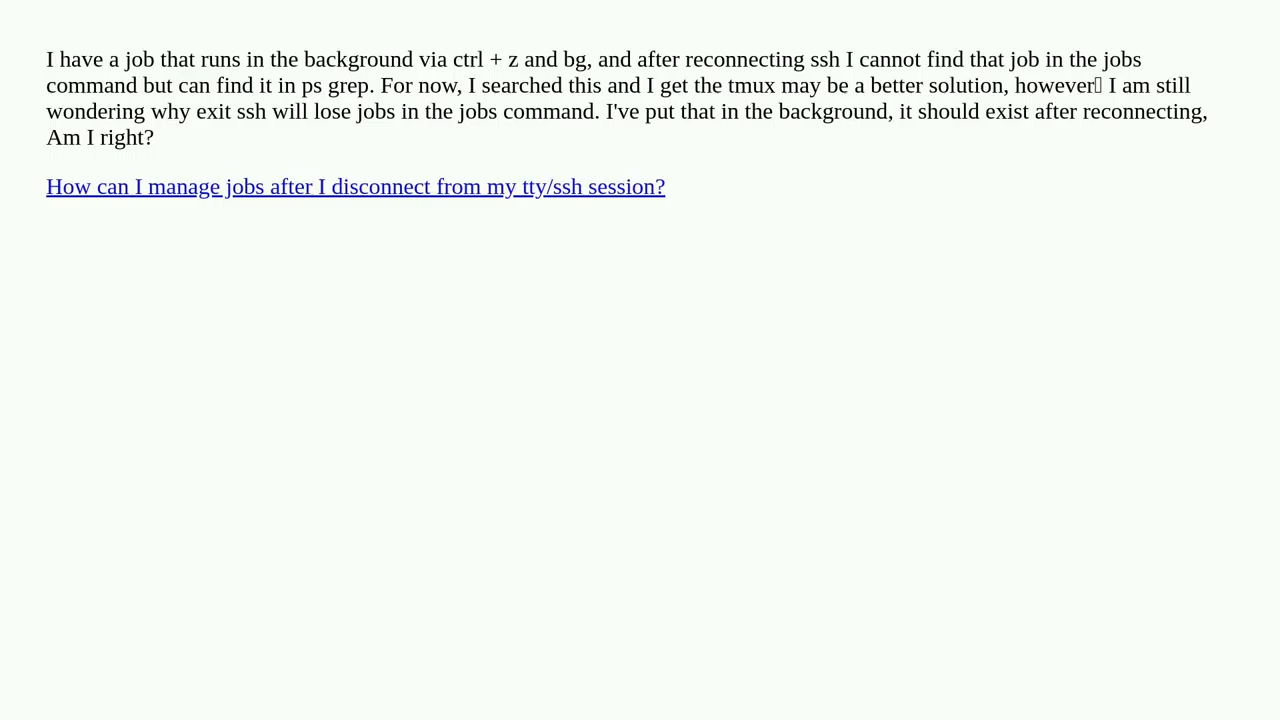 I have a job that runs in the background via ctrl + z and bg, and after reconnecting ssh I cannot find that job in the jobs
command but can find it in ps grep. For now, I searched this and I get the tmux may be a better solution, however▯ I am still
wondering why exit ssh will lose jobs in the jobs command. I've put that in the background, it should exist after reconnecting,
Am I right?
How can I manage jobs after I disconnect from my tty/ssh session?